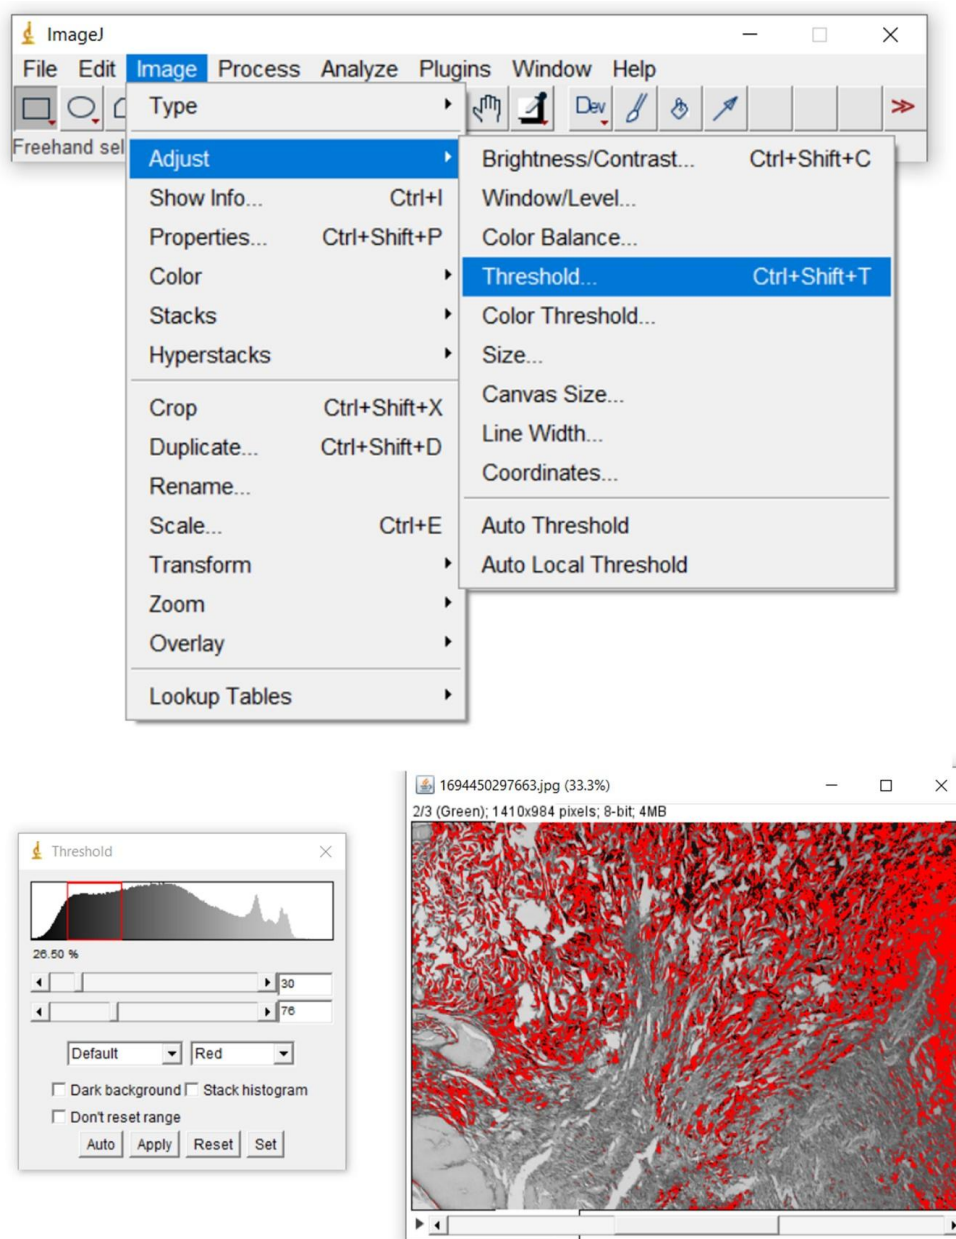 ImageJ
File Edit Image Process Analyze Plugins Window Help
Dev
Freehand sel
Type
Adjust
Show Info... Ctrl+I
Properties... Ctrl+Shift+P
Color
Stacks
Hyperstacks
Crop Ctrl+Shift+X
Duplicate... Ctrl+Shift+D
Rename...
Scale... Ctrl+E
Transform
Zoom
Overlay
Lookup Tables
Brightness/Contrast... Ctrl+Shift+C
Window/Level...
Color Balance...
Threshold... Ctrl+Shift+T
Color Threshold...
Size...
Canvas Size...
Line Width...
Coordinates...
Auto Threshold
Auto Local Threshold
Threshold
26.50 %
30
76
Default Red
Dark background Stack histogram
Don't reset range
Auto Apply Reset Set
1694450297663.jpg (33.3%)
2/3 (Green); 1410x984 pixels; 8-bit; 4MB